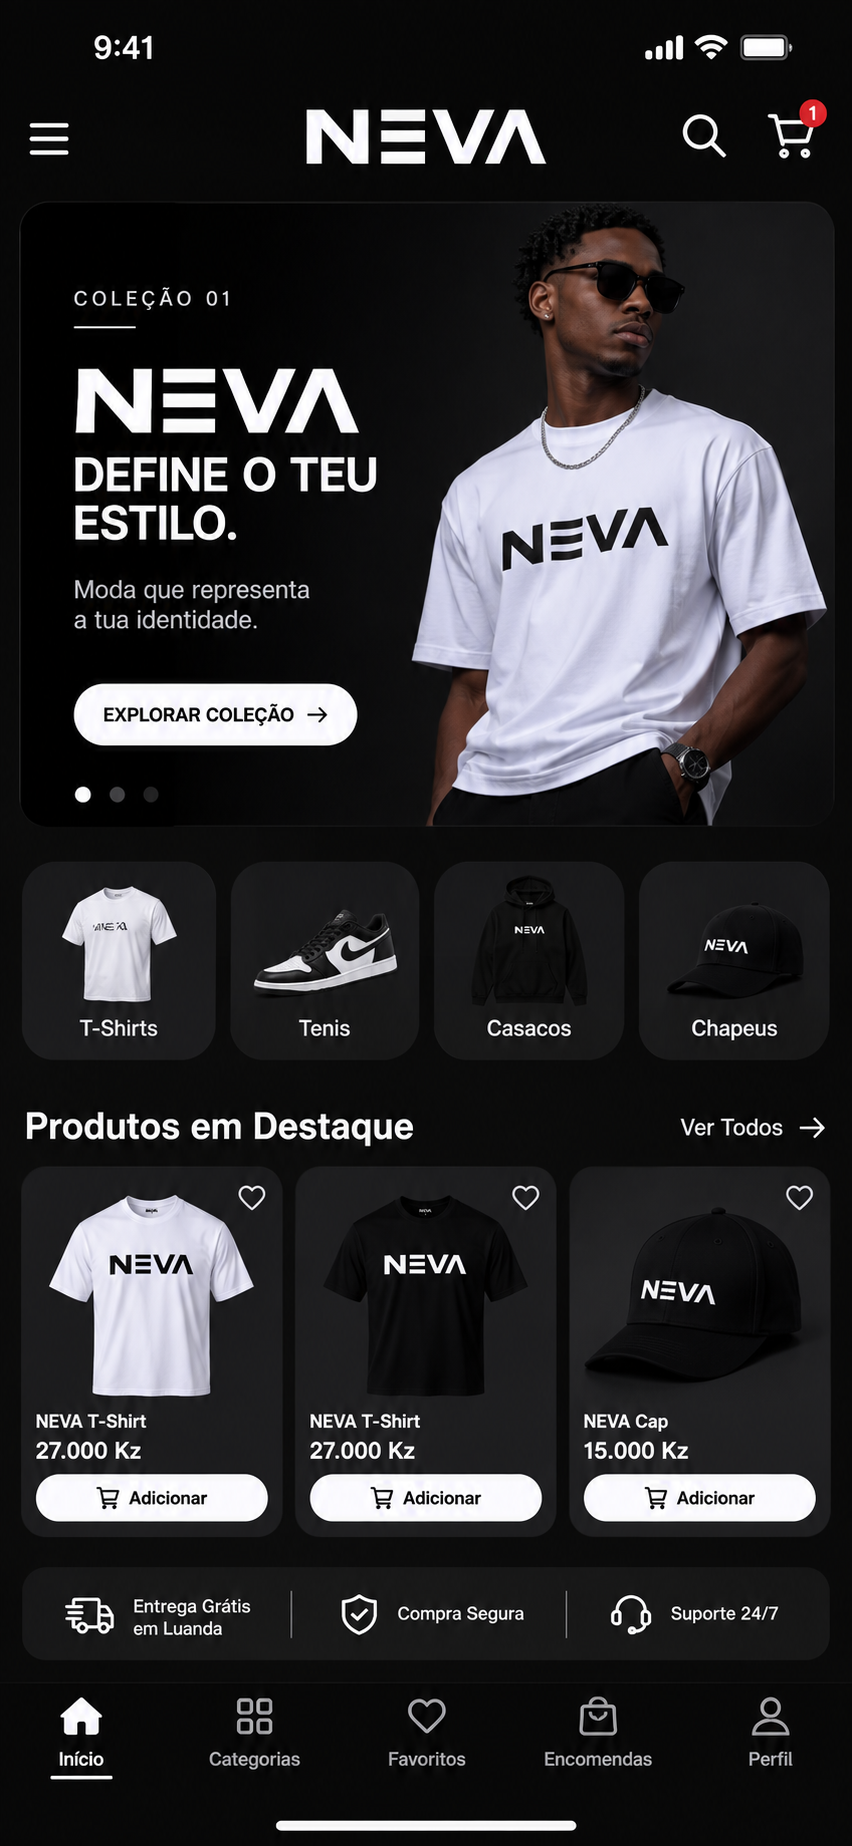 9:41
NEVA
1
COLEÇÃO 01
NEVA
DEFINE O TEU
ESTILO.
Moda que representa
a tua identidade.
EXPLORAR COLEÇÃO
NEVA
T-Shirts
Tenis
NEVA
Casacos
NEVA
Chapeus
Produtos em Destaque
Ver Todos
NEVA
NEVA T-Shirt
27.000 Kz
Adicionar
NEVA
NEVA T-Shirt
27.000 Kz
Adicionar
NEVA
NEVA Cap
15.000 Kz
Adicionar
Entrega Grátis
em Luanda
Compra Segura
Suporte 24/7
Início
Categorias
Favoritos
Encomendas
Perfil